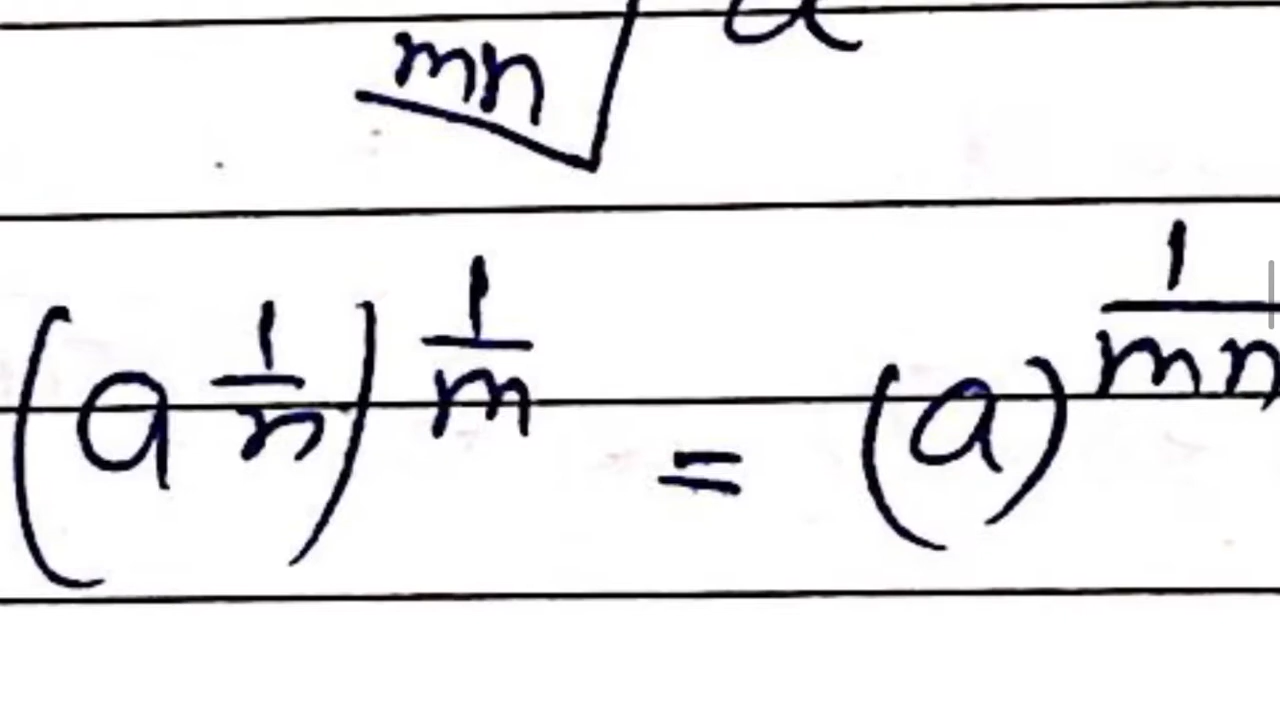 mn√a
(a 1/n)^1/m = (a)^1/mn